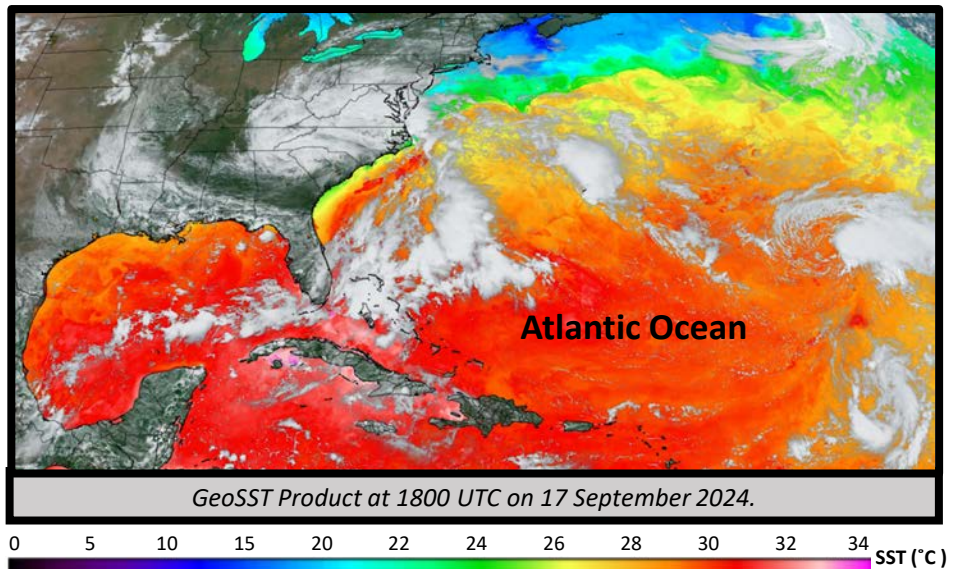 Atlantic Ocean
GeoSST Product at 1800 UTC on 17 September 2024.
0 5 10 15 20 22 24 26 28 30 32 34 SST (˚C )